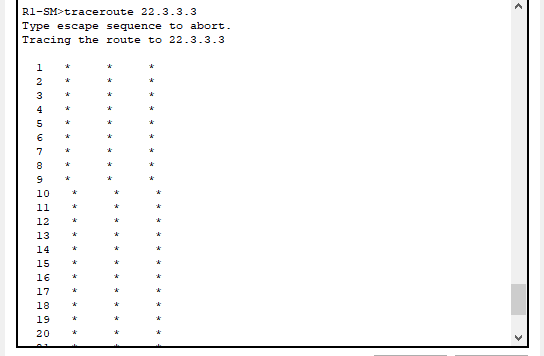 R1-SM>traceroute 22.3.3.3
Type escape sequence to abort.
Tracing the route to 22.3.3.3
1 * * *
2 * * *
3 * * *
4 * * *
5 * * *
6 * * *
7 * * *
8 * * *
9 * * *
10 * * *
11 * * *
12 * * *
13 * * *
14 * * *
15 * * *
16 * * *
17 * * *
18 * * *
19 * * *
20 * * *